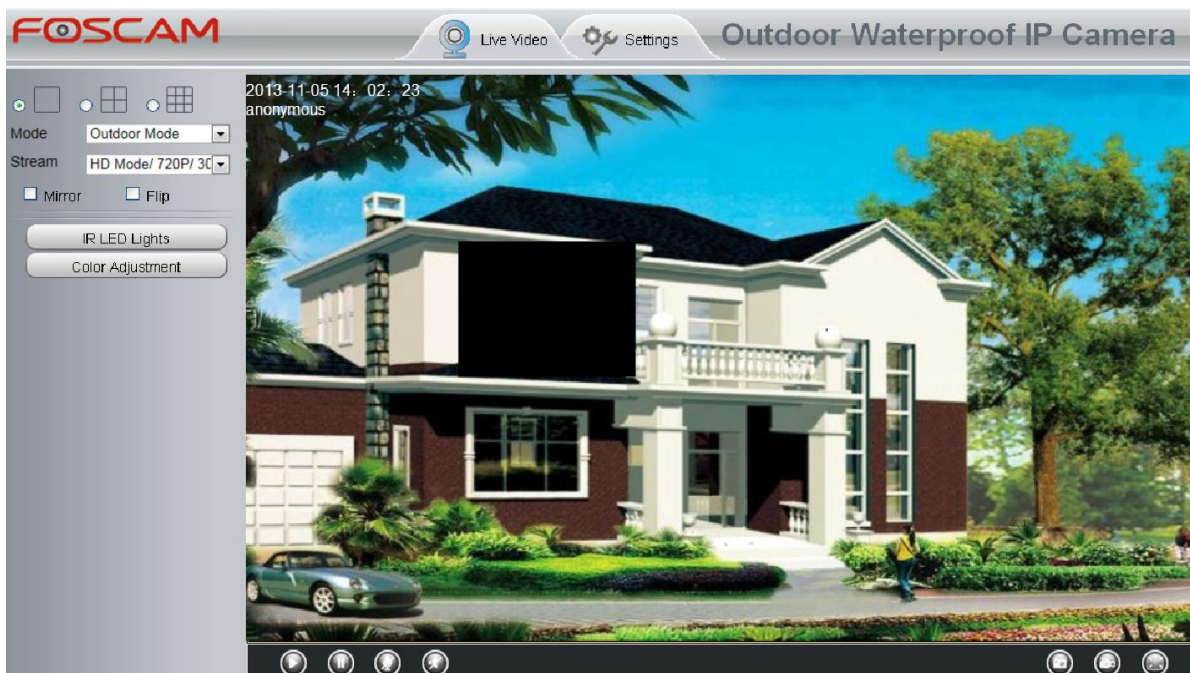 FOSCAM
Live Video
Settings
Outdoor Waterproof IP Camera
2013-11-05 14: 02: 23
anonymous
Mode
Outdoor Mode
Stream
HD Mode/ 720P/ 30
Mirror
Flip
IR LED Lights
Color Adjustment